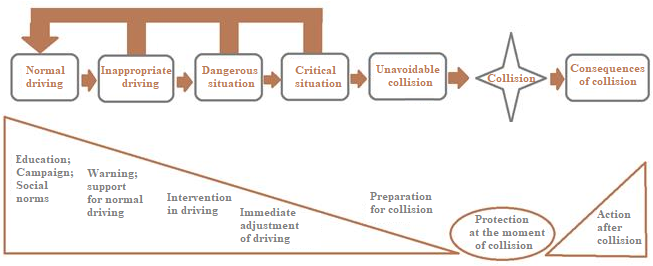 Normal
driving
Inappropriate
driving
Dangerous
situation
Critical
situation
Unavoidable
collision
Collision
Consequences
of collision
Education;
Campaign;
Social
norms
Warning;
support
for normal
driving
Intervention
in driving
Immediate
adjustment
of driving
Preparation
for collision
Protection
at the moment
of collision
Action
after
collision